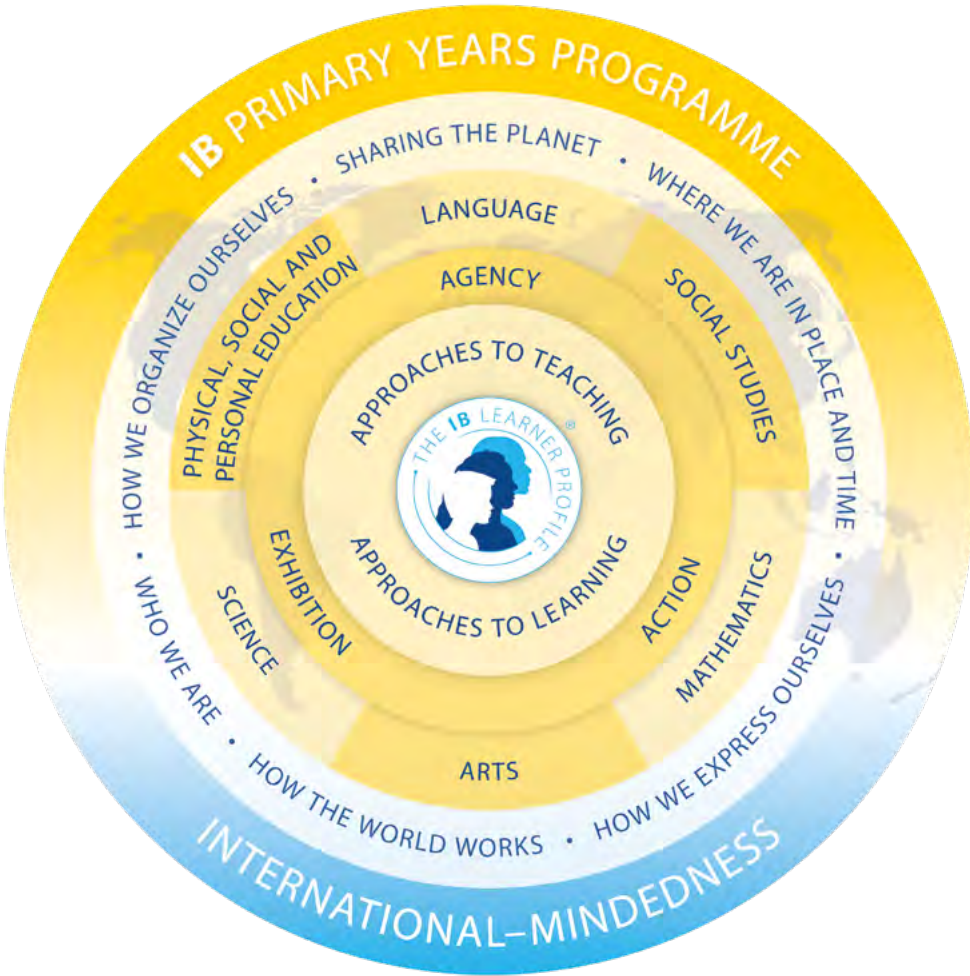 IB PRIMARY YEARS PROGRAMME
SHARING THE PLANET
•
WHERE WE ARE IN PLACE AND TIME
•
HOW WE EXPRESS OURSELVES
•
HOW THE WORLD WORKS
•
WHO WE ARE
•
HOW WE ORGANIZE OURSELVES
•
LANGUAGE
SOCIAL STUDIES
MATHEMATICS
ARTS
SCIENCE
PHYSICAL, SOCIAL AND
PERSONAL EDUCATION
AGENCY
ACTION
EXHIBITION
APPROACHES TO TEACHING
THE IB LEARNER PROFILE
®
APPROACHES TO LEARNING
INTERNATIONAL–MINDEDNESS